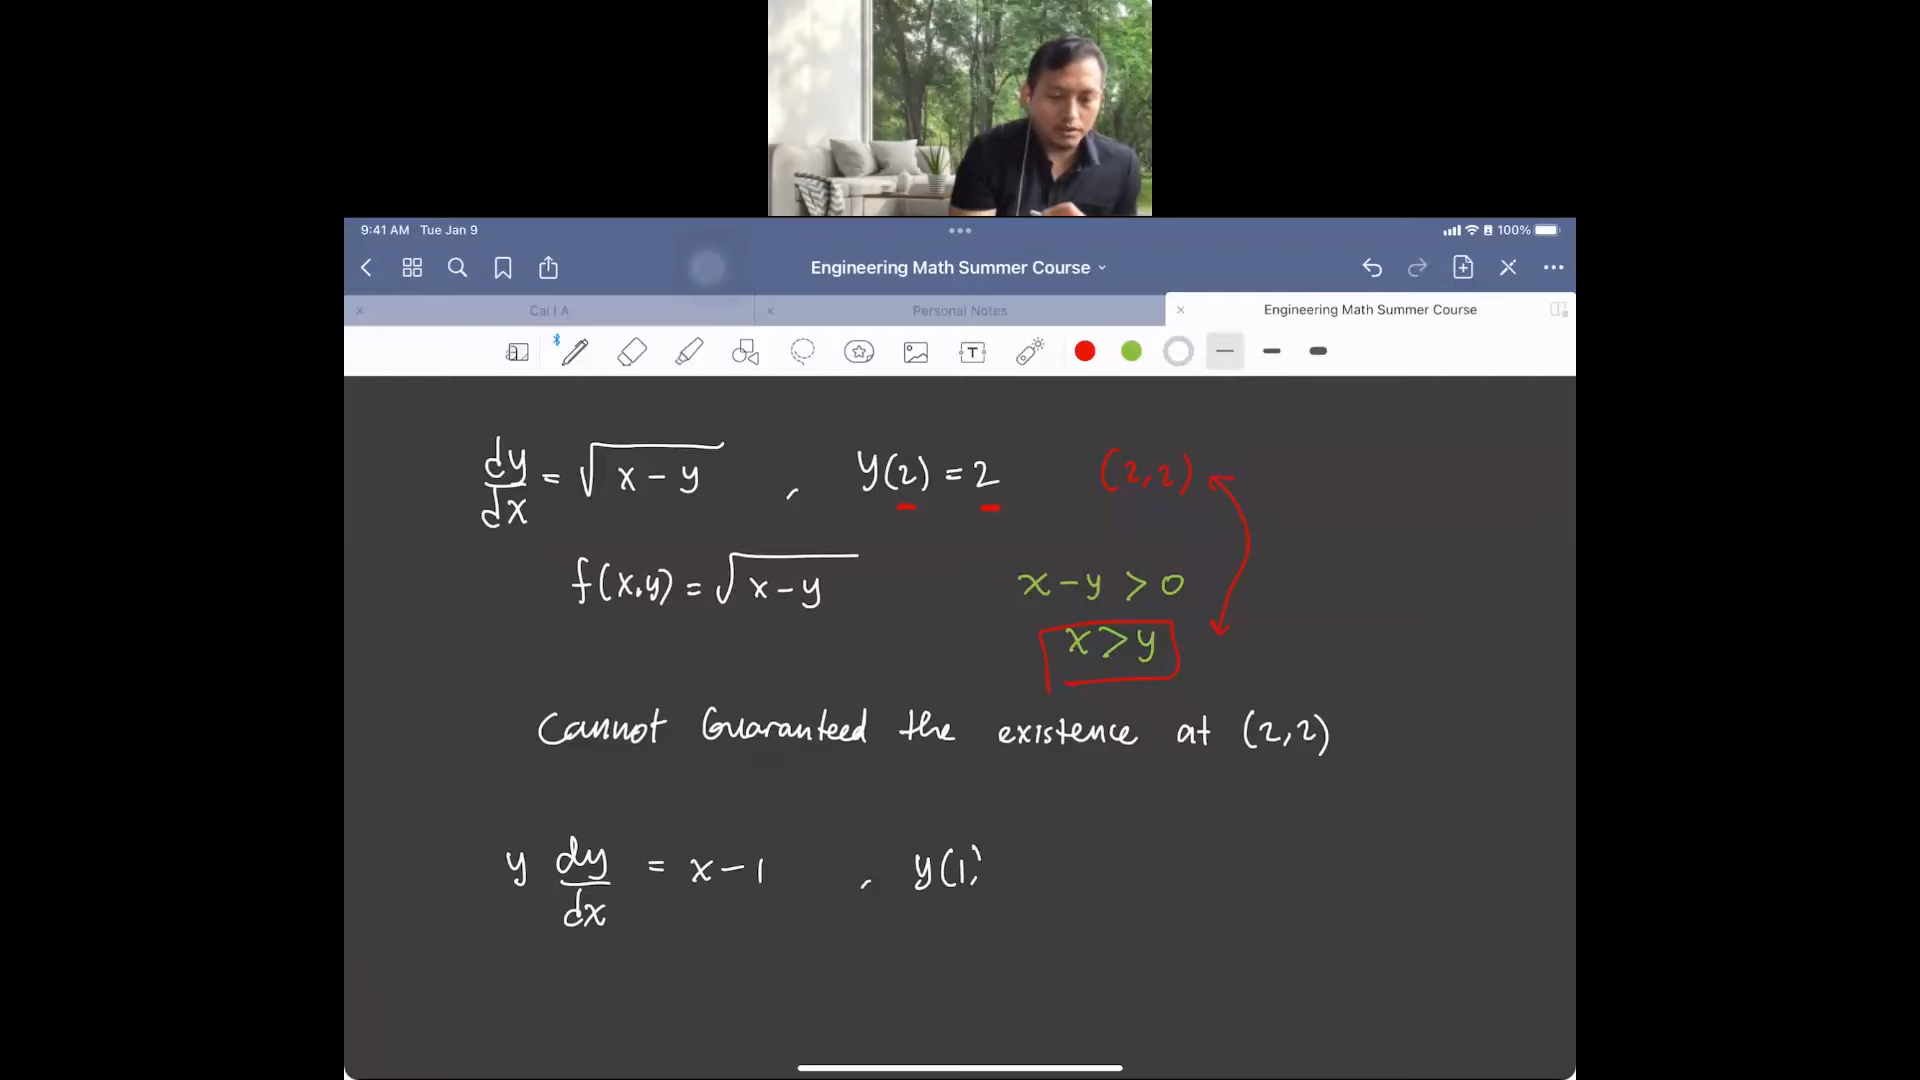 9:41 AM Tue Jan 9
100%
Engineering Math Summer Course
Cal I A
Personal Notes
Engineering Math Summer Course
T
dy/dx = √(x - y) , y(2) = 2 (2,2)
f(x,y) = √(x - y) x - y > 0
x > y
Cannot Guaranteed the existence at (2,2)
y dy/dx = x - 1 , y(1)